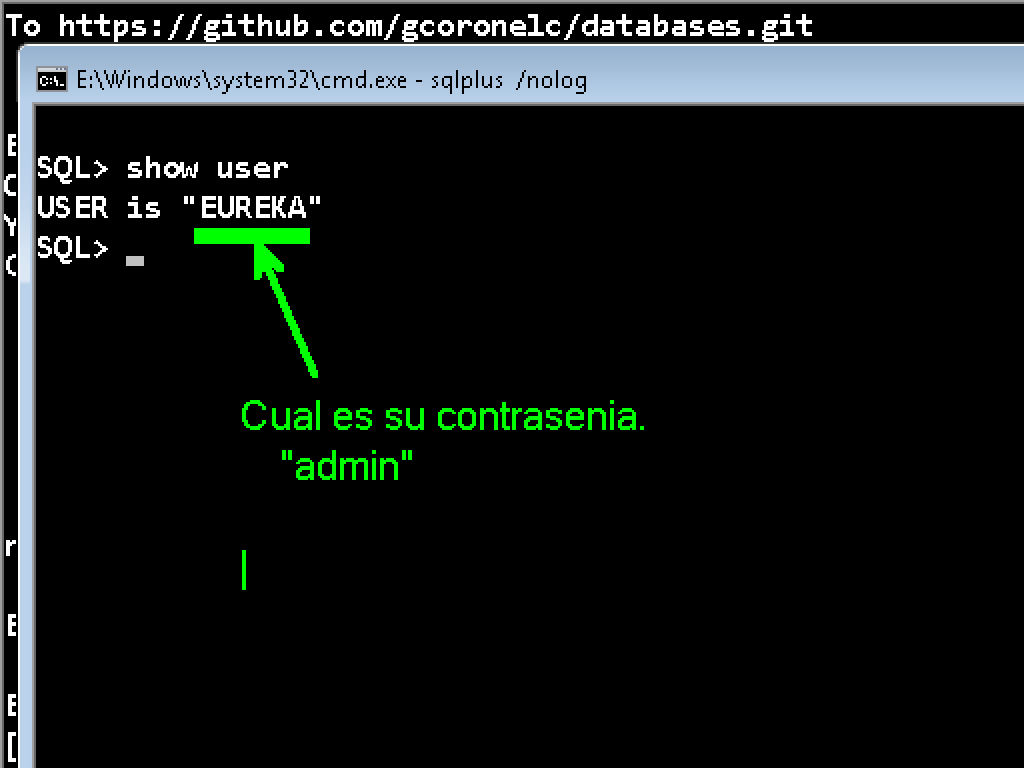 To https://github.com/gcoronelc/databases.git
E:\Windows\system32\cmd.exe - sqlplus /nolog
SQL> show user
USER is "EUREKA"
SQL>
Cual es su contrasenia.
"admin"